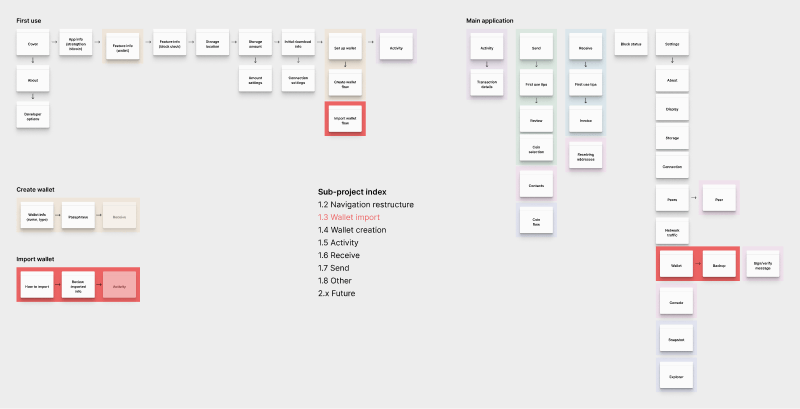 First use
Cover
App info
(strengthen
bitcoin)
Feature info
(wallet)
Feature info
(block clock)
Storage
location
Storage
amount
Initial download
info
Set up wallet
Activity
About
Amount
settings
Connection
settings
Create wallet
flow
Developer
options
Import wallet
flow
Main application
Activity
Send
Receive
Block status
Settings
Transaction
details
First use tips
First use tips
About
Review
Invoice
Display
Coin
selection
Receiving
addresses
Storage
Connection
Contacts
Peers
Peer
Coin
flow
Network
traffic
Wallet
Backup
Sign/verify
message
Console
Snapshot
Explorer
Create wallet
Wallet info
(name, type)
Passphrase
Receive
Import wallet
How to import
Review
imported
info
Activity
Sub-project index
1.2 Navigation restructure
1.3 Wallet import
1.4 Wallet creation
1.5 Activity
1.6 Receive
1.7 Send
1.8 Other
2.x Future